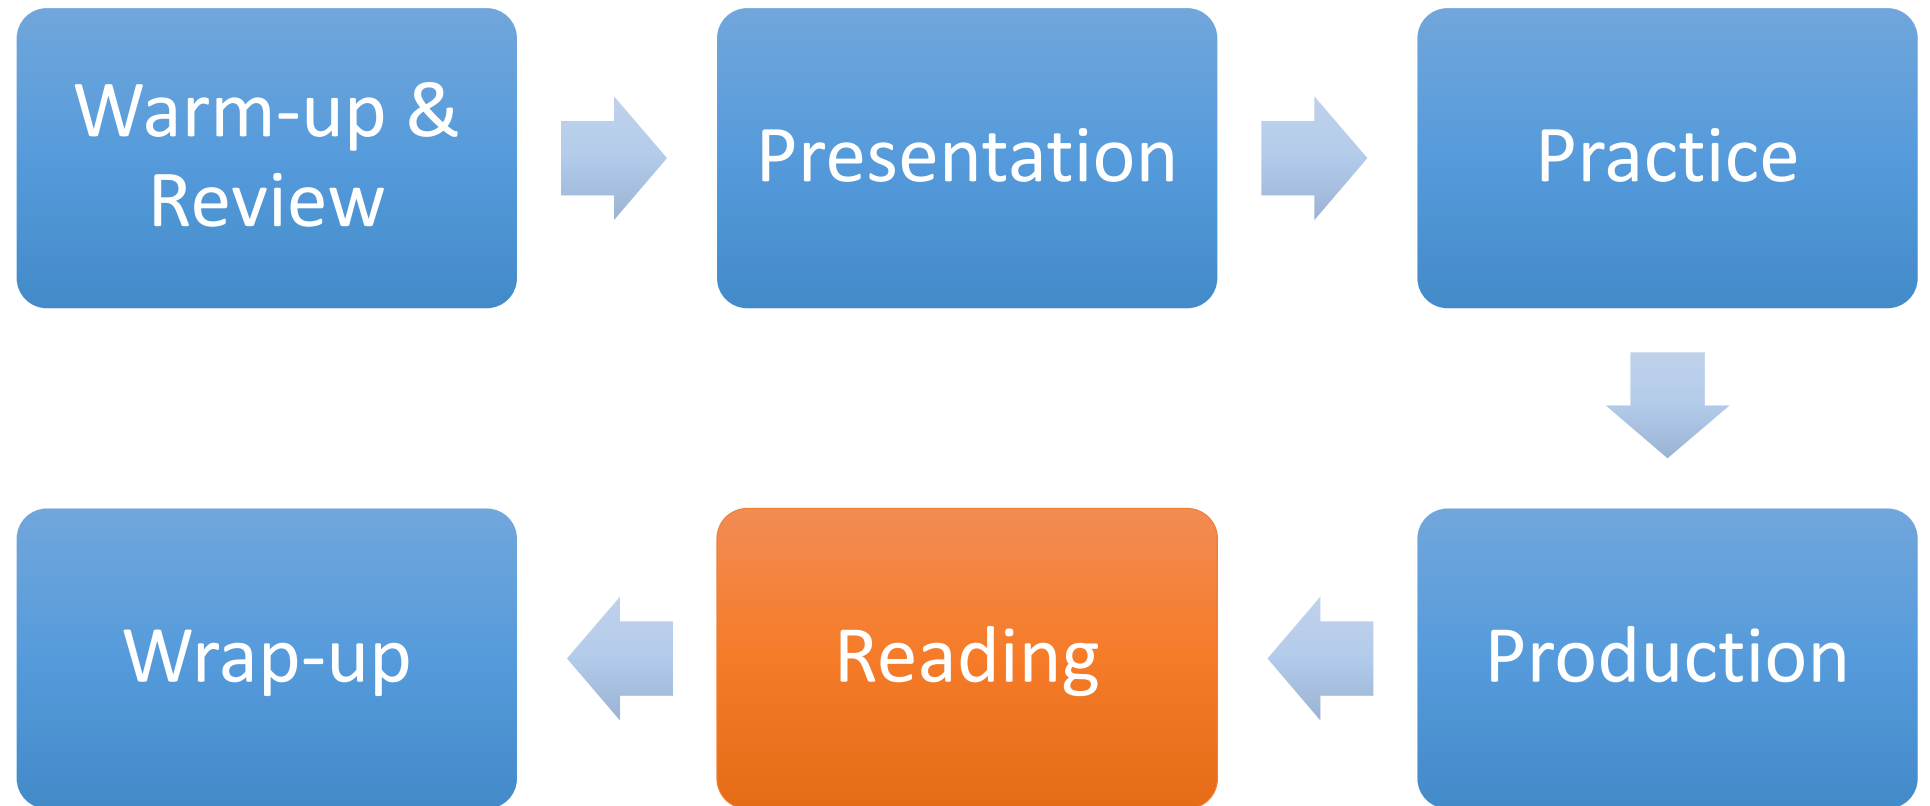 Warm-up &
Review
Presentation
Practice
Production
Reading
Wrap-up